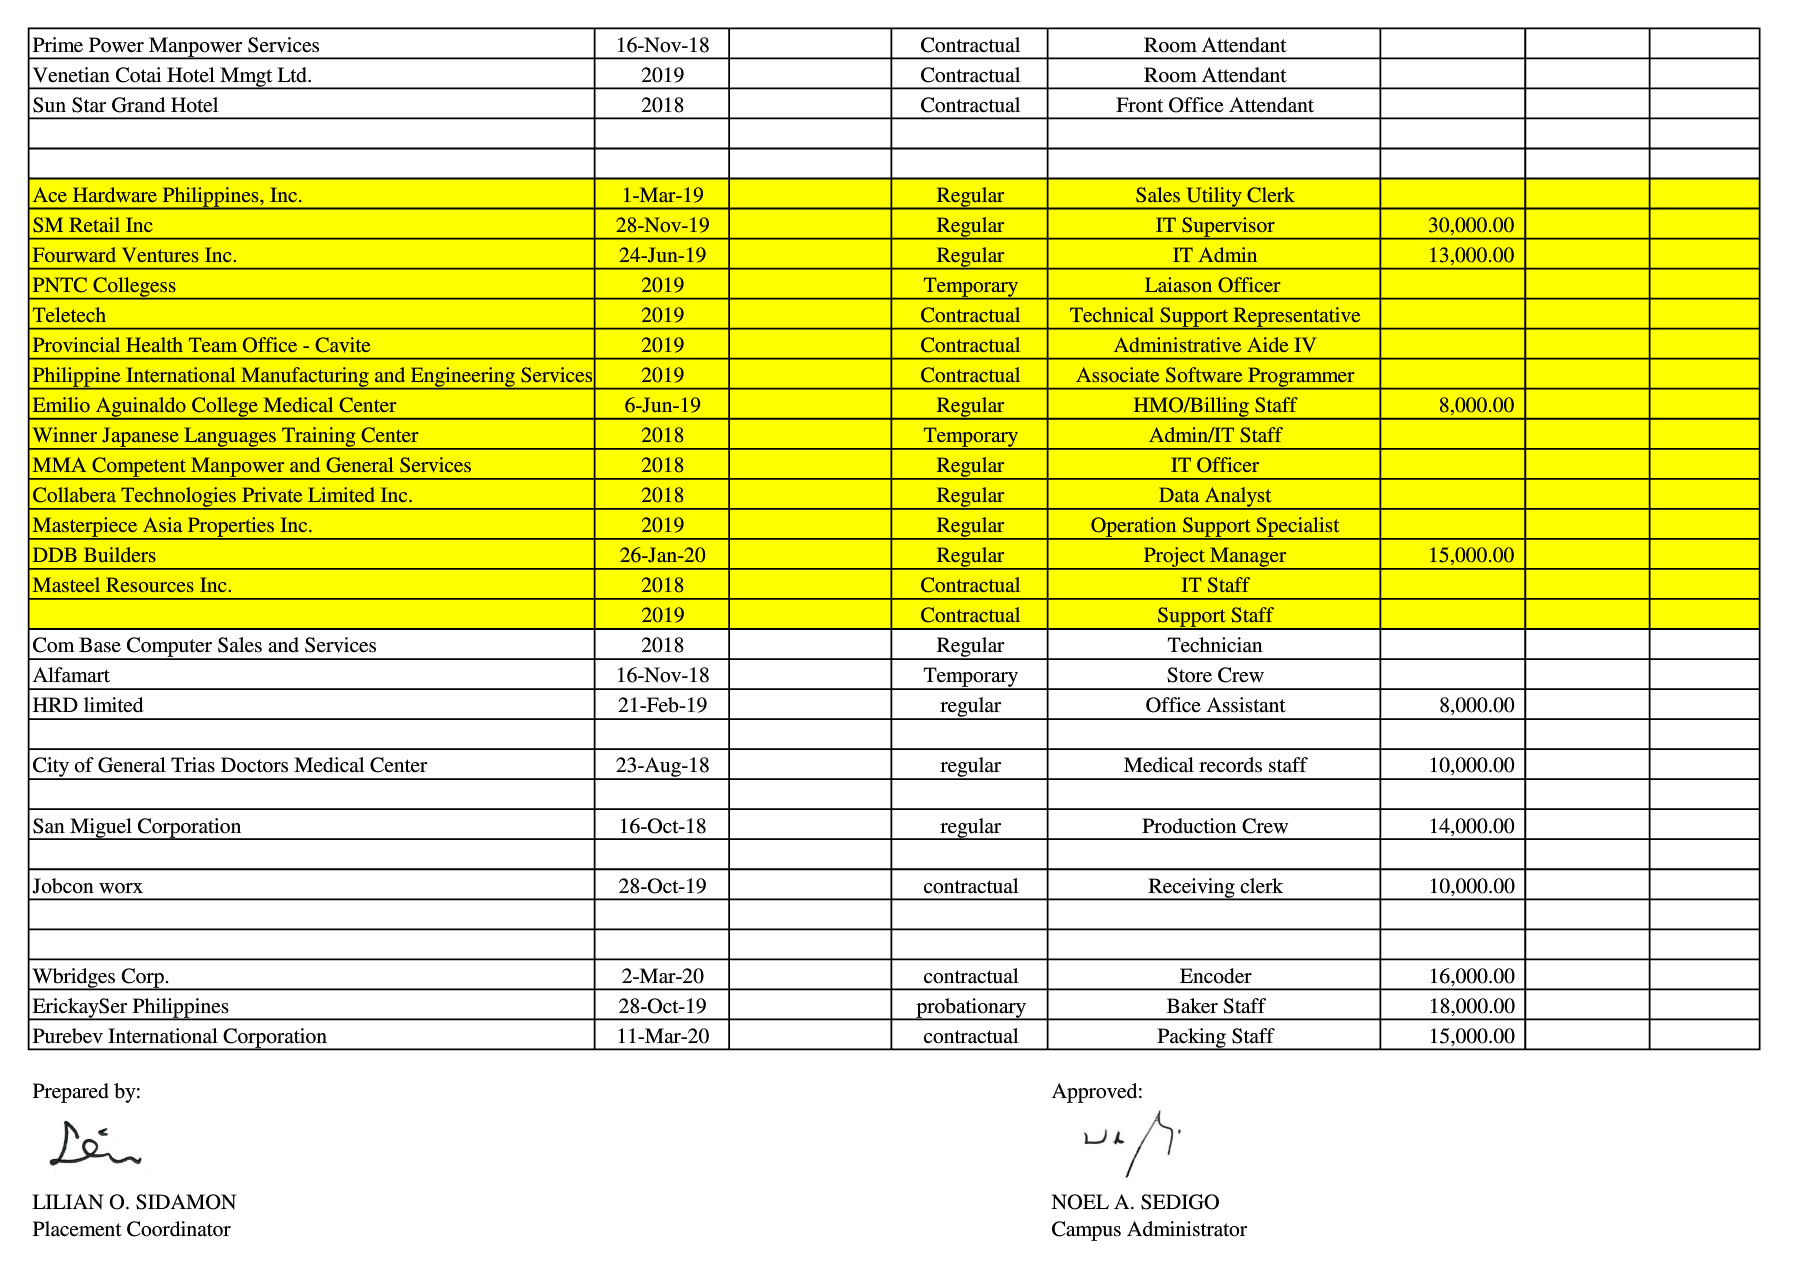 Prime Power Manpower Services 16-Nov-18 Contractual Room Attendant
Venetian Cotai Hotel Mmgt Ltd. 2019 Contractual Room Attendant
Sun Star Grand Hotel 2018 Contractual Front Office Attendant
Ace Hardware Philippines, Inc. 1-Mar-19 Regular Sales Utility Clerk
SM Retail Inc 28-Nov-19 Regular IT Supervisor 30,000.00
Fourward Ventures Inc. 24-Jun-19 Regular IT Admin 13,000.00
PNTC Collegess 2019 Temporary Laiason Officer
Teletech 2019 Contractual Technical Support Representative
Provincial Health Team Office - Cavite 2019 Contractual Administrative Aide IV
Philippine International Manufacturing and Engineering Services 2019 Contractual Associate Software Programmer
Emilio Aguinaldo College Medical Center 6-Jun-19 Regular HMO/Billing Staff 8,000.00
Winner Japanese Languages Training Center 2018 Temporary Admin/IT Staff
MMA Competent Manpower and General Services 2018 Regular IT Officer
Collabera Technologies Private Limited Inc. 2018 Regular Data Analyst
Masterpiece Asia Properties Inc. 2019 Regular Operation Support Specialist
DDB Builders 26-Jan-20 Regular Project Manager 15,000.00
Masteel Resources Inc. 2018 Contractual IT Staff
2019 Contractual Support Staff
Com Base Computer Sales and Services 2018 Regular Technician
Alfamart 16-Nov-18 Temporary Store Crew
HRD limited 21-Feb-19 regular Office Assistant 8,000.00
City of General Trias Doctors Medical Center 23-Aug-18 regular Medical records staff 10,000.00
San Miguel Corporation 16-Oct-18 regular Production Crew 14,000.00
Jobcon worx 28-Oct-19 contractual Receiving clerk 10,000.00
Wbridges Corp. 2-Mar-20 contractual Encoder 16,000.00
ErickaySer Philippines 28-Oct-19 probationary Baker Staff 18,000.00
Purebev International Corporation 11-Mar-20 contractual Packing Staff 15,000.00
Prepared by: Approved:
LILIAN O. SIDAMON NOEL A. SEDIGO
Placement Coordinator Campus Administrator